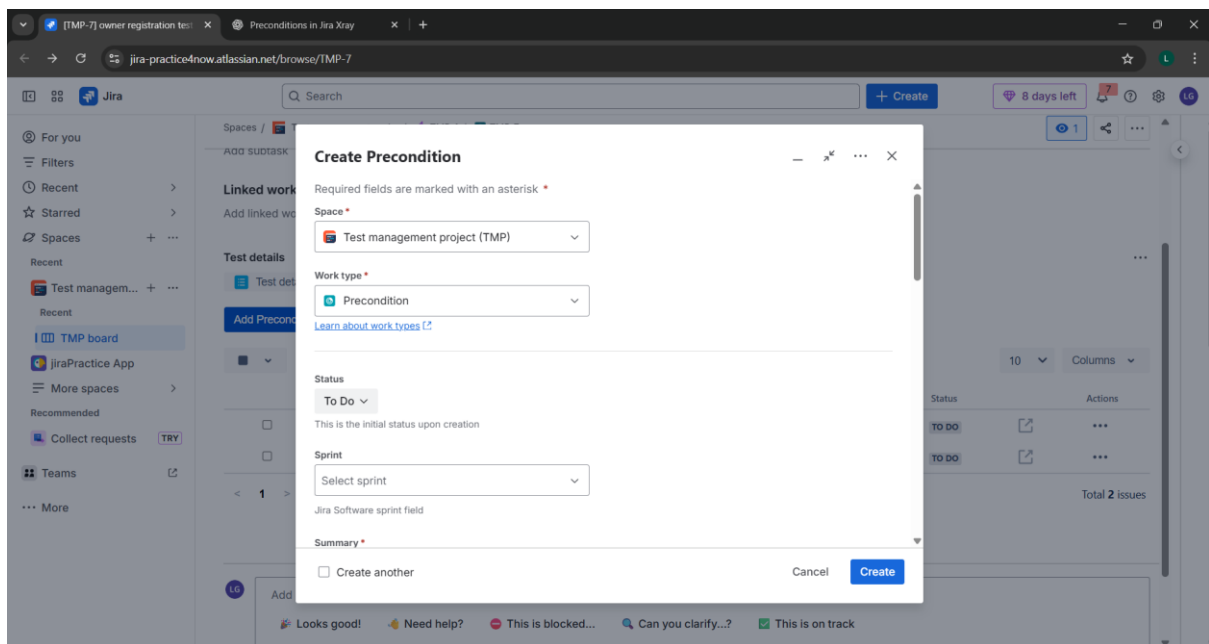 [TMP-7] owner registration test
Preconditions in Jira Xray
jira-practice4now.atlassian.net/browse/TMP-7
L
Jira
Search
+ Create
8 days left
7
LG
For you
Filters
Recent
Starred
Spaces
Recent
Test managem...
Recent
TMP board
jiraPractice App
More spaces
Recommended
Collect requests TRY
Teams
More
Spaces /
1
Add subtask
Linked work
Add linked wo
Test details
Test det
Add Precond
10
Columns
Status
Actions
TO DO
TO DO
< 1 >
Total 2 issues
LG
Add
Looks good!
Need help?
This is blocked...
Can you clarify...?
This is on track
Create Precondition
Required fields are marked with an asterisk *
Space *
Test management project (TMP)
Work type *
Precondition
Learn about work types
Status
To Do
This is the initial status upon creation
Sprint
Select sprint
Jira Software sprint field
Summary *
Create another
Cancel
Create